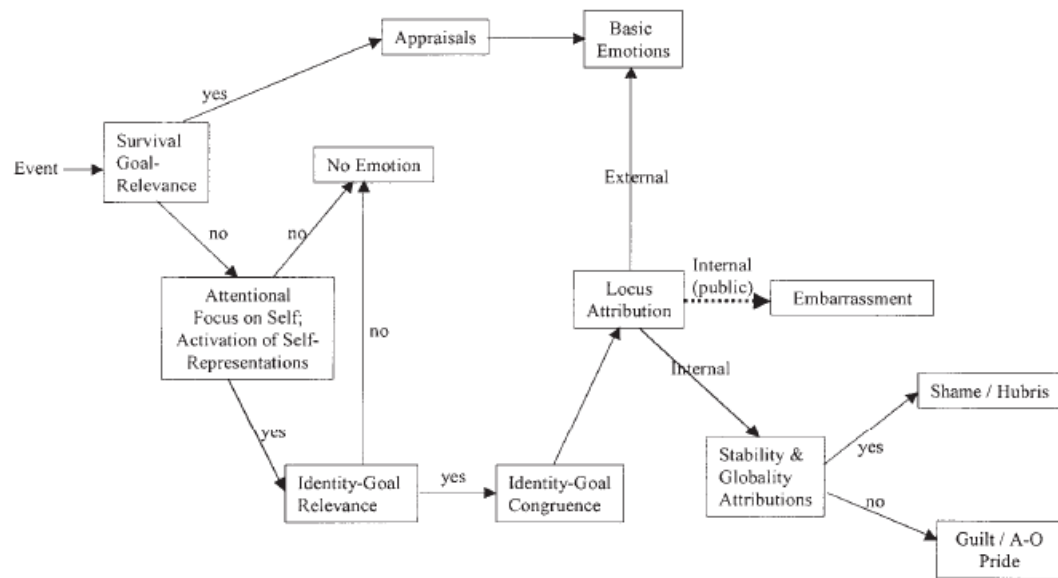 Appraisals
Basic
Emotions
yes
Survival
Goal-
Relevance
Event
No Emotion
External
no
no
Attentional
Focus on Self;
Activation of Self-
Representations
no
Locus
Attribution
Internal
(public)
Embarrassment
Internal
yes
Identity-Goal
Relevance
yes
Identity-Goal
Congruence
Stability &
Globality
Attributions
Shame / Hubris
yes
no
Guilt / A-O
Pride